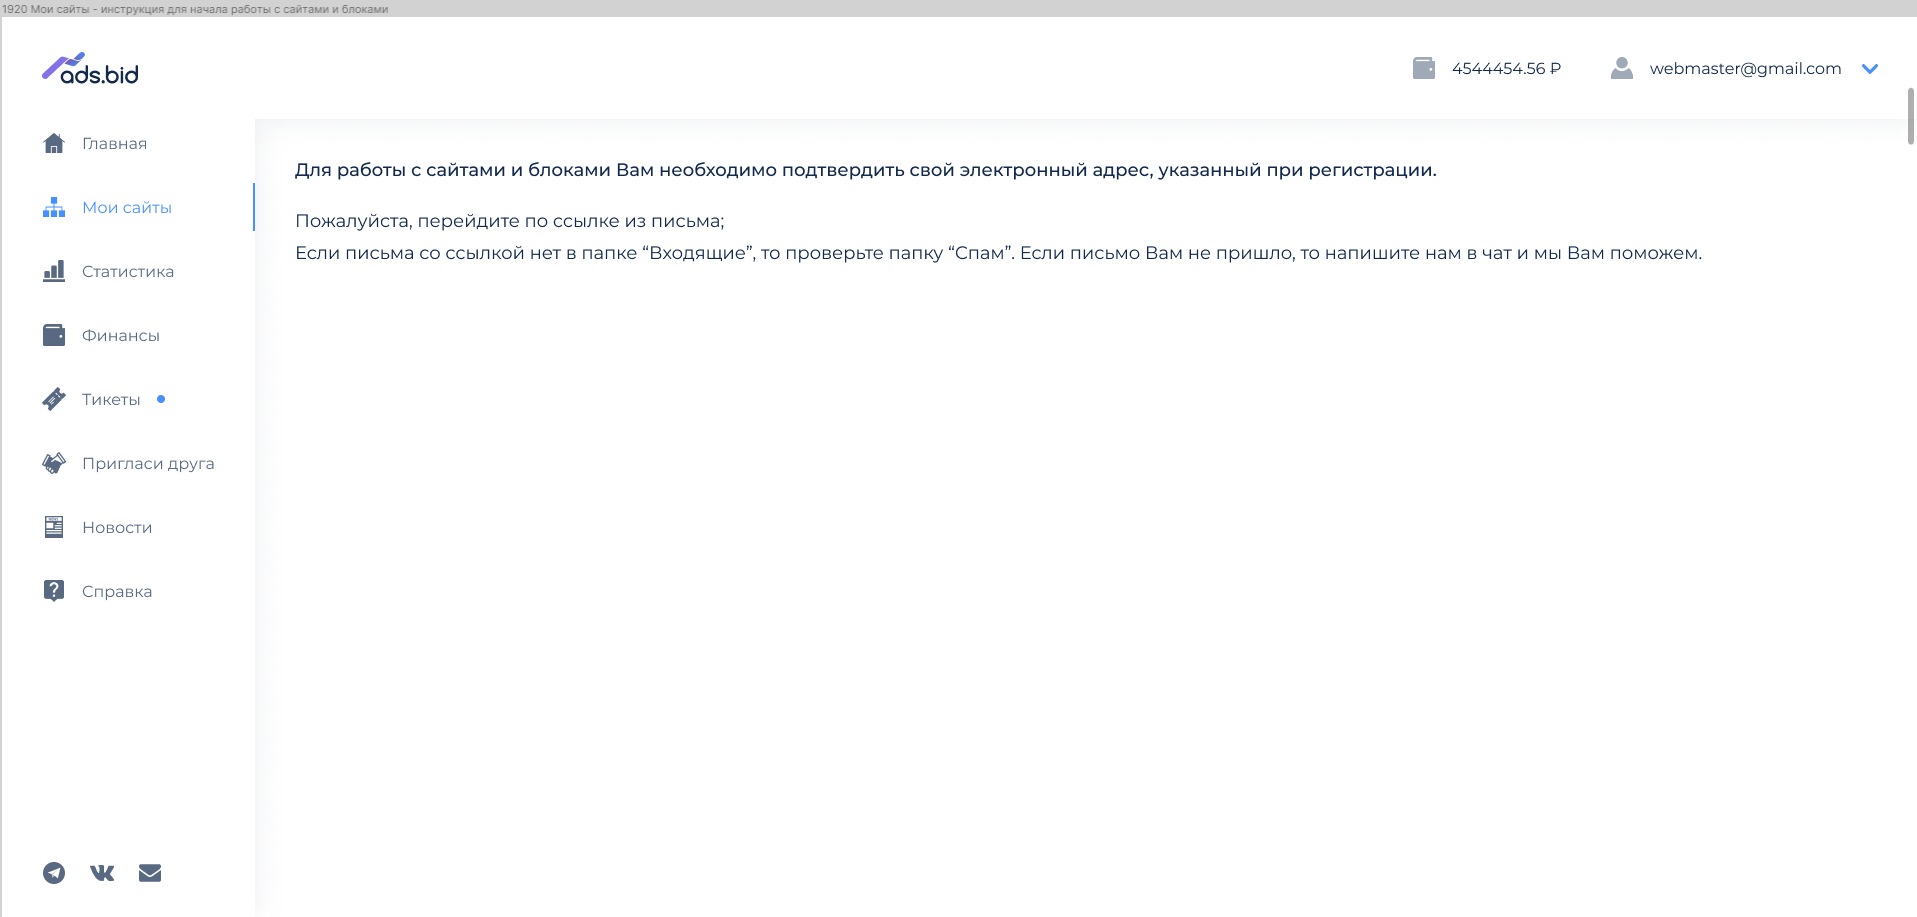 1920 Мои сайты - инструкция для начала работы с сайтами и блоками
ads.bid
4544454.56 ₽
webmaster@gmail.com
Главная
Мои сайты
Статистика
Финансы
Тикеты
Пригласи друга
Новости
Справка
Для работы с сайтами и блоками Вам необходимо подтвердить свой электронный адрес, указанный при регистрации.
Пожалуйста, перейдите по ссылке из письма;
Если письма со ссылкой нет в папке “Входящие”, то проверьте папку “Спам”. Если письмо Вам не пришло, то напишите нам в чат и мы Вам поможем.